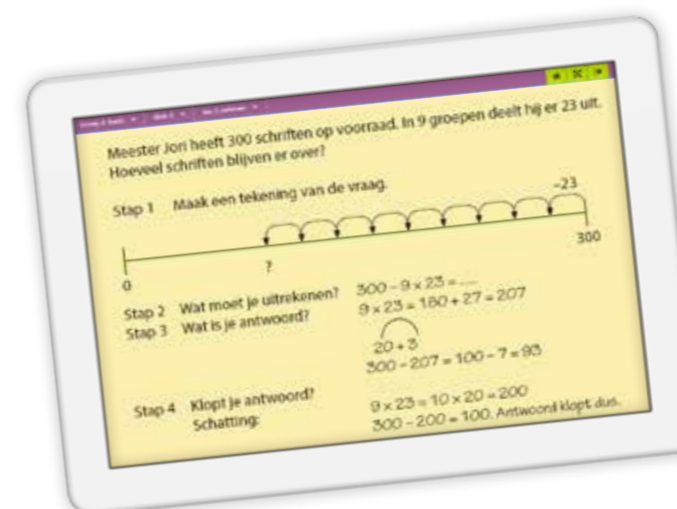 Meester Jori heeft 300 schriften op voorraad. In 9 groepen deelt hij er 23 uit.
Hoeveel schriften blijven er over?
Stap 1 Maak een tekening van de vraag.
–23
0 ? 300
Stap 2 Wat moet je uitrekenen? 300 – 9 x 23 = ....
Stap 3 Wat is je antwoord? 9 x 23 = 180 + 27 = 207
20 + 3
300 – 207 = 100 – 7 = 93
Stap 4 Klopt je antwoord? 9 x 23 ≈ 10 x 20 = 200
Schatting: 300 – 200 = 100. Antwoord klopt dus.